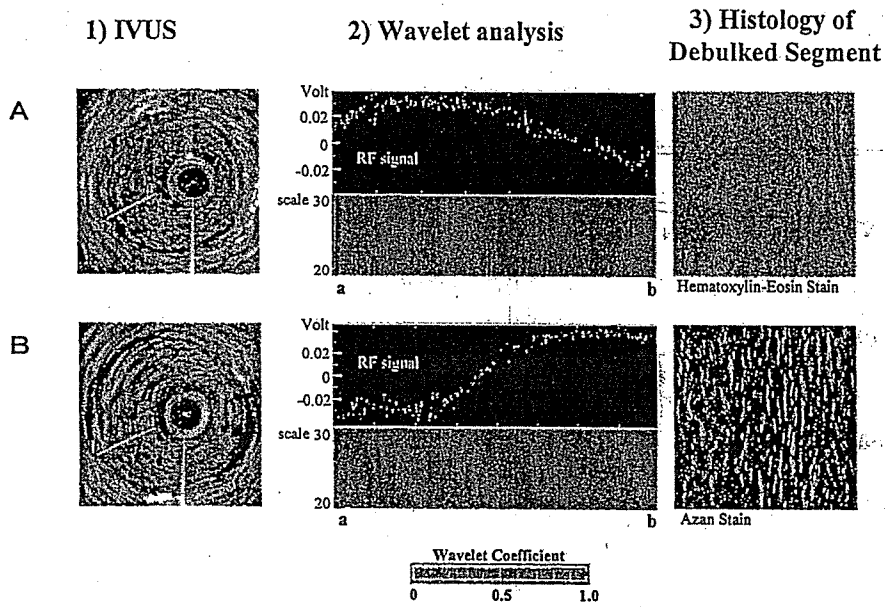 1) IVUS
2) Wavelet analysis
3) Histology of
Debulked Segment
A
Volt
0.02
0
-0.02
RF signal
scale 30
20
a
b
Hematoxylin-Eosin Stain
B
Volt
0.02
0
-0.02
RF signal
scale 30
20
a
b
Azan Stain
Wavelet Coefficient
0
0.5
1.0